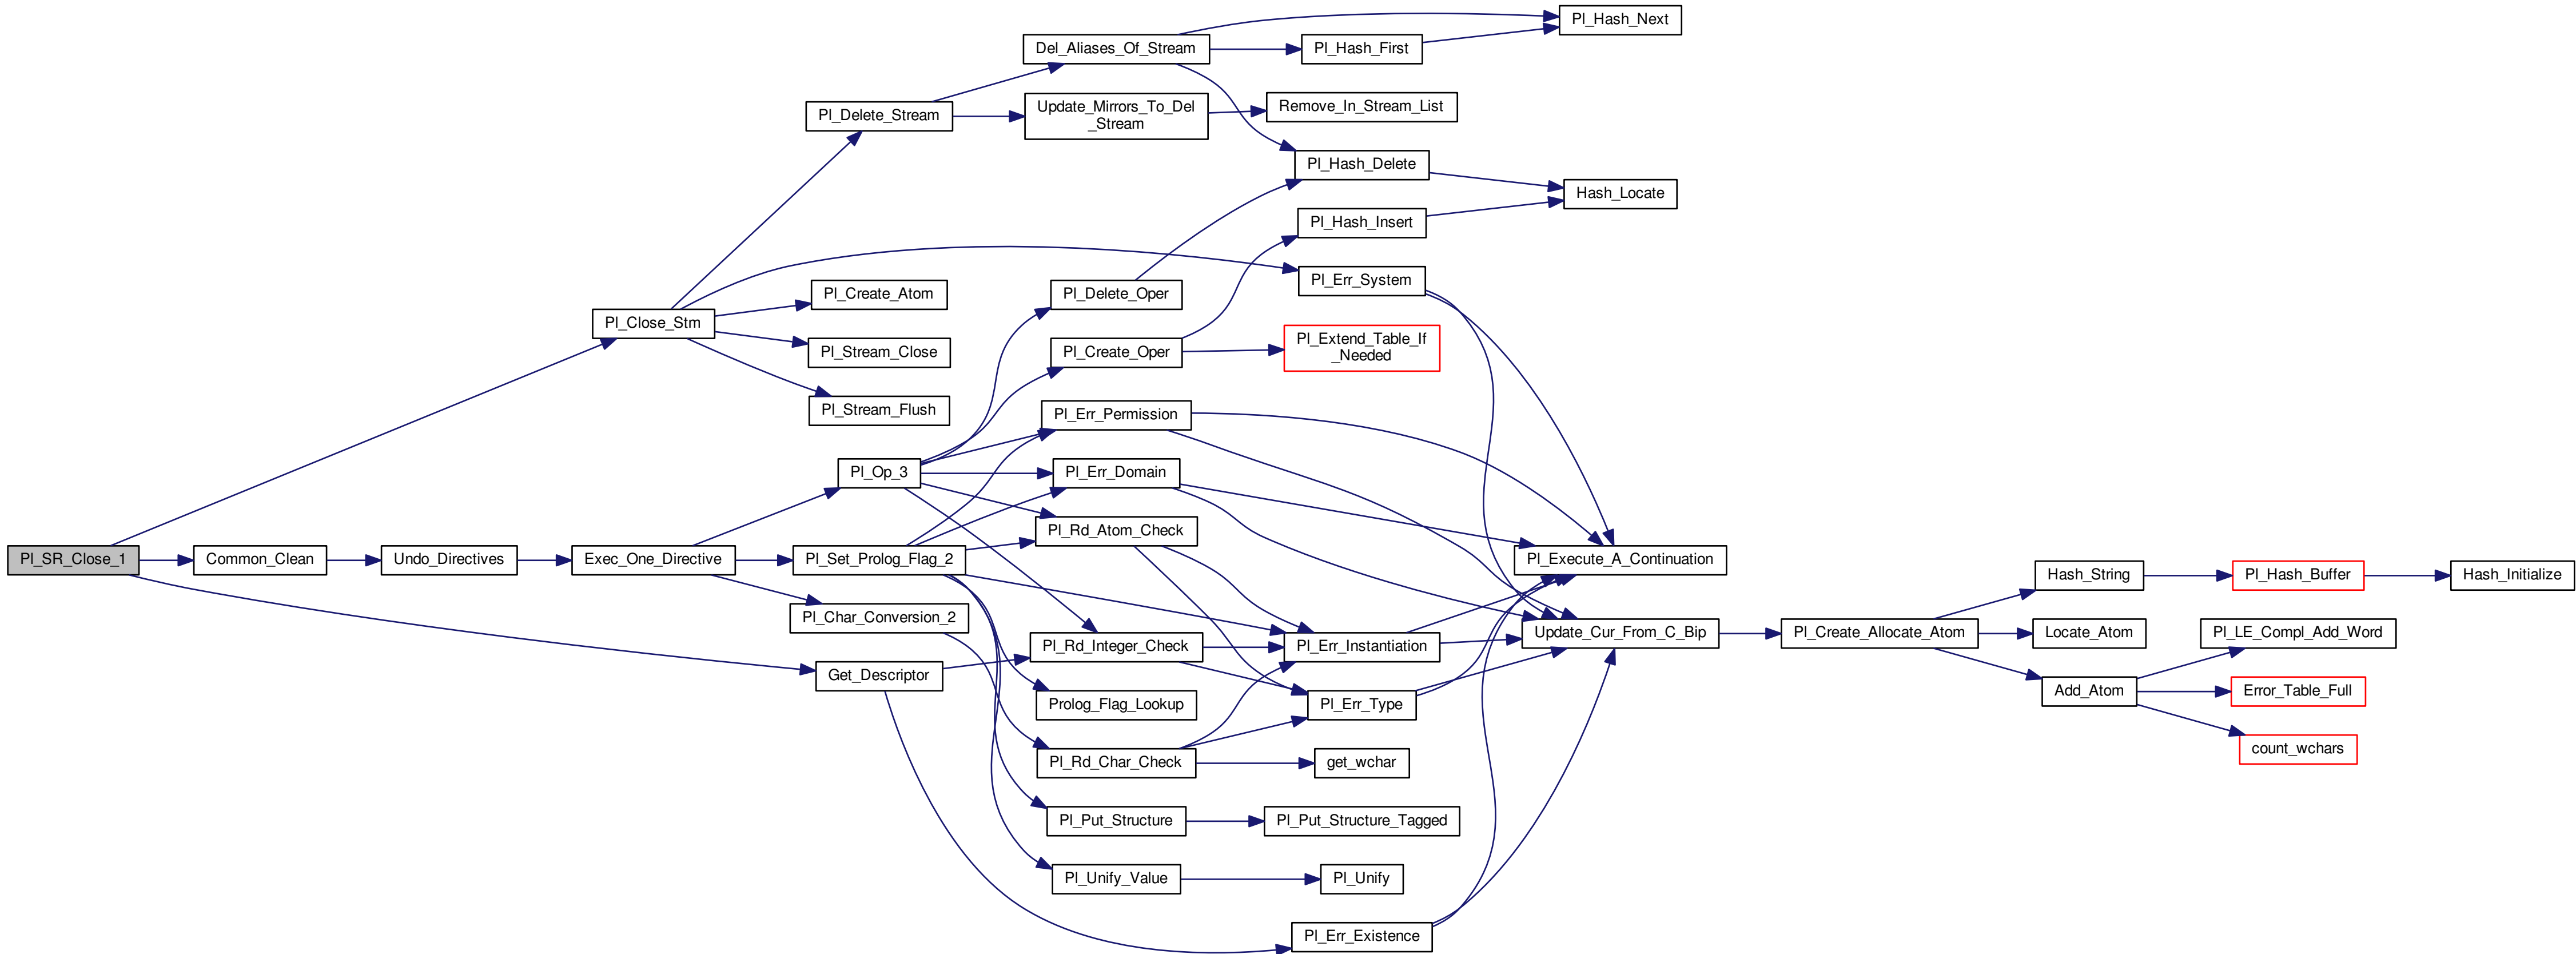 Pl_SR_Close_1
Common_Clean
Undo_Directives
Exec_One_Directive
Get_Descriptor
Pl_Close_Stm
Pl_Delete_Stream
Pl_Create_Atom
Pl_Stream_Close
Pl_Stream_Flush
Pl_Op_3
Pl_Set_Prolog_Flag_2
Pl_Char_Conversion_2
Del_Aliases_Of_Stream
Update_Mirrors_To_Del
_Stream
Pl_Delete_Oper
Pl_Create_Oper
Pl_Err_Permission
Pl_Err_Domain
Pl_Rd_Atom_Check
Pl_Rd_Integer_Check
Prolog_Flag_Lookup
Pl_Rd_Char_Check
Pl_Put_Structure
Pl_Unify_Value
Pl_Hash_First
Remove_In_Stream_List
Pl_Hash_Delete
Pl_Hash_Insert
Pl_Err_System
Pl_Extend_Table_If
_Needed
Pl_Err_Instantiation
Pl_Err_Type
get_wchar
Pl_Put_Structure_Tagged
Pl_Unify
Pl_Err_Existence
Pl_Hash_Next
Hash_Locate
Pl_Execute_A_Continuation
Update_Cur_From_C_Bip
Pl_Create_Allocate_Atom
Hash_String
Locate_Atom
Add_Atom
Pl_Hash_Buffer
Pl_LE_Compl_Add_Word
Error_Table_Full
count_wchars
Hash_Initialize